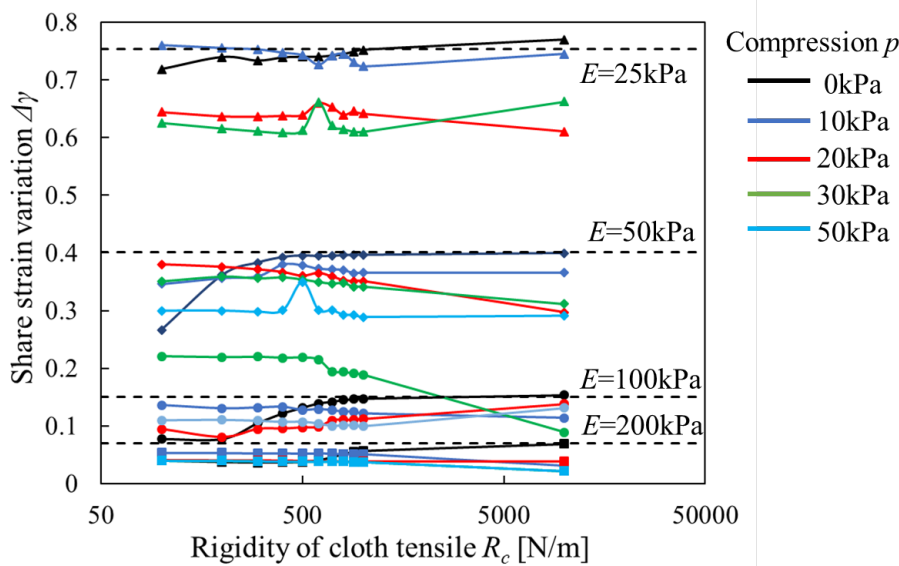 0.8
0.7
0.6
0.5
0.4
0.3
0.2
0.1
0
Share strain variation Δγ
50
500
5000
50000
Rigidity of cloth tensile Rc [N/m]
E=25kPa
E=50kPa
E=100kPa
E=200kPa
Compression p
0kPa
10kPa
20kPa
30kPa
50kPa